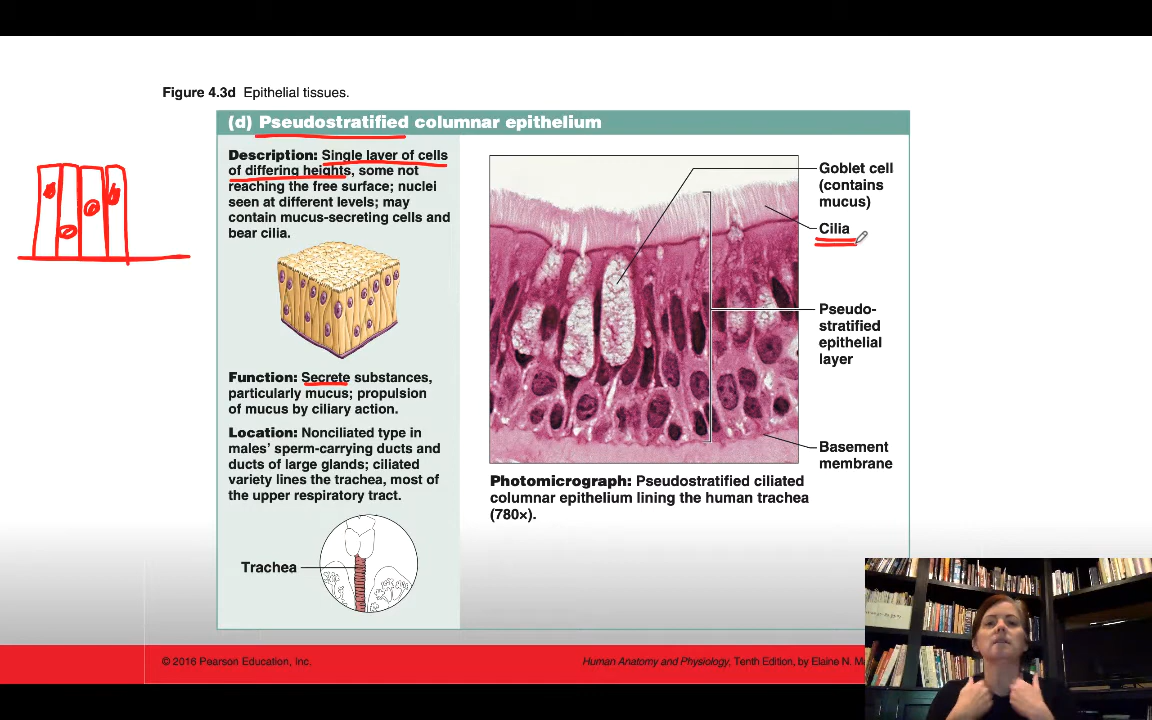 Figure 4.3d Epithelial tissues.
(d) Pseudostratified columnar epithelium
Description: Single layer of cells
of differing heights, some not
reaching the free surface; nuclei
seen at different levels; may
contain mucus-secreting cells and
bear cilia.
Function: Secrete substances,
particularly mucus; propulsion
of mucus by ciliary action.
Location: Nonciliated type in
males' sperm-carrying ducts and
ducts of large glands; ciliated
variety lines the trachea, most of
the upper respiratory tract.
Trachea
Goblet cell
(contains
mucus)
Cilia
Pseudo-
stratified
epithelial
layer
Basement
membrane
Photomicrograph: Pseudostratified ciliated
columnar epithelium lining the human trachea
(780×).
© 2016 Pearson Education, Inc.
Human Anatomy and Physiology, Tenth Edition, by Elaine N.